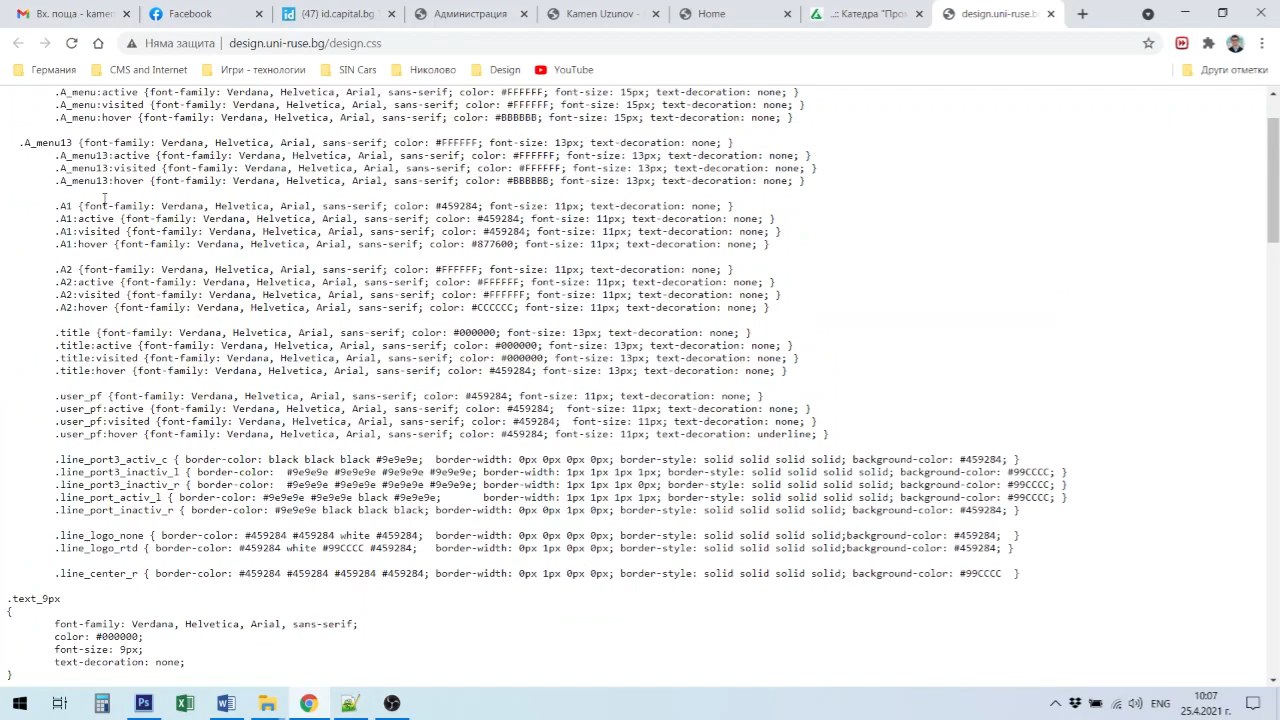 Вх. поща - kamen
Facebook
(47) id.capital.bg
Администрация
Kamen Uzunov -
Home
.:: Катедра "Про
design.uni-ruse.b
Няма защита
design.uni-ruse.bg/design.css
Германия
CMS and Internet
Игри - технологии
SIN Cars
Николово
Design
YouTube
Други отметки
.A_menu:active {font-family: Verdana, Helvetica, Arial, sans-serif; color: #FFFFFF; font-size: 15px; text-decoration: none; }
.A_menu:visited {font-family: Verdana, Helvetica, Arial, sans-serif; color: #FFFFFF; font-size: 15px; text-decoration: none; }
.A_menu:hover {font-family: Verdana, Helvetica, Arial, sans-serif; color: #BBBBBB; font-size: 15px; text-decoration: none; }
.A_menu13 {font-family: Verdana, Helvetica, Arial, sans-serif; color: #FFFFFF; font-size: 13px; text-decoration: none; }
.A_menu13:active {font-family: Verdana, Helvetica, Arial, sans-serif; color: #FFFFFF; font-size: 13px; text-decoration: none; }
.A_menu13:visited {font-family: Verdana, Helvetica, Arial, sans-serif; color: #FFFFFF; font-size: 13px; text-decoration: none; }
.A_menu13:hover {font-family: Verdana, Helvetica, Arial, sans-serif; color: #BBBBBB; font-size: 13px; text-decoration: none; }
.A1 {font-family: Verdana, Helvetica, Arial, sans-serif; color: #459284; font-size: 11px; text-decoration: none; }
.A1:active {font-family: Verdana, Helvetica, Arial, sans-serif; color: #459284; font-size: 11px; text-decoration: none; }
.A1:visited {font-family: Verdana, Helvetica, Arial, sans-serif; color: #459284; font-size: 11px; text-decoration: none; }
.A1:hover {font-family: Verdana, Helvetica, Arial, sans-serif; color: #877600; font-size: 11px; text-decoration: none; }
.A2 {font-family: Verdana, Helvetica, Arial, sans-serif; color: #FFFFFF; font-size: 11px; text-decoration: none; }
.A2:active {font-family: Verdana, Helvetica, Arial, sans-serif; color: #FFFFFF; font-size: 11px; text-decoration: none; }
.A2:visited {font-family: Verdana, Helvetica, Arial, sans-serif; color: #FFFFFF; font-size: 11px; text-decoration: none; }
.A2:hover {font-family: Verdana, Helvetica, Arial, sans-serif; color: #CCCCCC; font-size: 11px; text-decoration: none; }
.title {font-family: Verdana, Helvetica, Arial, sans-serif; color: #000000; font-size: 13px; text-decoration: none; }
.title:active {font-family: Verdana, Helvetica, Arial, sans-serif; color: #000000; font-size: 13px; text-decoration: none; }
.title:visited {font-family: Verdana, Helvetica, Arial, sans-serif; color: #000000; font-size: 13px; text-decoration: none; }
.title:hover {font-family: Verdana, Helvetica, Arial, sans-serif; color: #459284; font-size: 13px; text-decoration: none; }
.user_pf {font-family: Verdana, Helvetica, Arial, sans-serif; color: #459284; font-size: 11px; text-decoration: none; }
.user_pf:active {font-family: Verdana, Helvetica, Arial, sans-serif; color: #459284; font-size: 11px; text-decoration: none; }
.user_pf:visited {font-family: Verdana, Helvetica, Arial, sans-serif; color: #459284; font-size: 11px; text-decoration: none; }
.user_pf:hover {font-family: Verdana, Helvetica, Arial, sans-serif; color: #459284; font-size: 11px; text-decoration: underline; }
.line_port3_activ_c { border-color: black black black #9e9e9e; border-width: 0px 0px 0px 0px; border-style: solid solid solid solid; background-color: #459284; }
.line_port3_inactiv_l { border-color: #9e9e9e #9e9e9e #9e9e9e #9e9e9e; border-width: 1px 1px 1px 1px; border-style: solid solid solid solid; background-color: #99CCCC; }
.line_port3_inactiv_r { border-color: #9e9e9e #9e9e9e #9e9e9e #9e9e9e; border-width: 1px 1px 1px 0px; border-style: solid solid solid solid; background-color: #99CCCC; }
.line_port_activ_l { border-color: #9e9e9e #9e9e9e black #9e9e9e; border-width: 1px 1px 1px 1px; border-style: solid solid solid solid; background-color: #99CCCC; }
.line_port_inactiv_r { border-color: #9e9e9e black black black; border-width: 0px 0px 0px 0px; border-style: solid solid solid solid; background-color: #459284; }
.line_logo_none { border-color: #459284 #459284 white #459284; border-width: 0px 0px 0px 0px; border-style: solid solid solid solid;background-color: #459284; }
.line_logo_rtd { border-color: #459284 white #99CCCC #459284; border-width: 0px 1px 0px 0px; border-style: solid solid solid solid;background-color: #459284; }
.line_center_r { border-color: #459284 #459284 #459284 #459284; border-width: 0px 1px 0px 0px; border-style: solid solid solid solid; background-color: #99CCCC }
.text_9px
{
font-family: Verdana, Helvetica, Arial, sans-serif;
color: #000000;
font-size: 9px;
text-decoration: none;
}
ENG
10:07
25.4.2021 г.